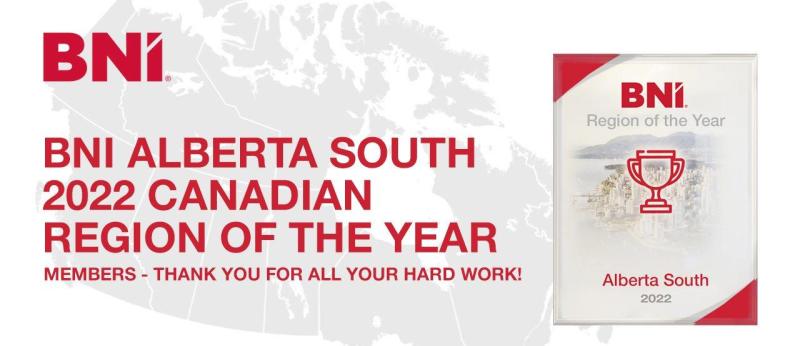 BNI®
BNI ALBERTA SOUTH
2022 CANADIAN
REGION OF THE YEAR
MEMBERS - THANK YOU FOR ALL YOUR HARD WORK!
BNI®
Region of the Year
Alberta South
2022